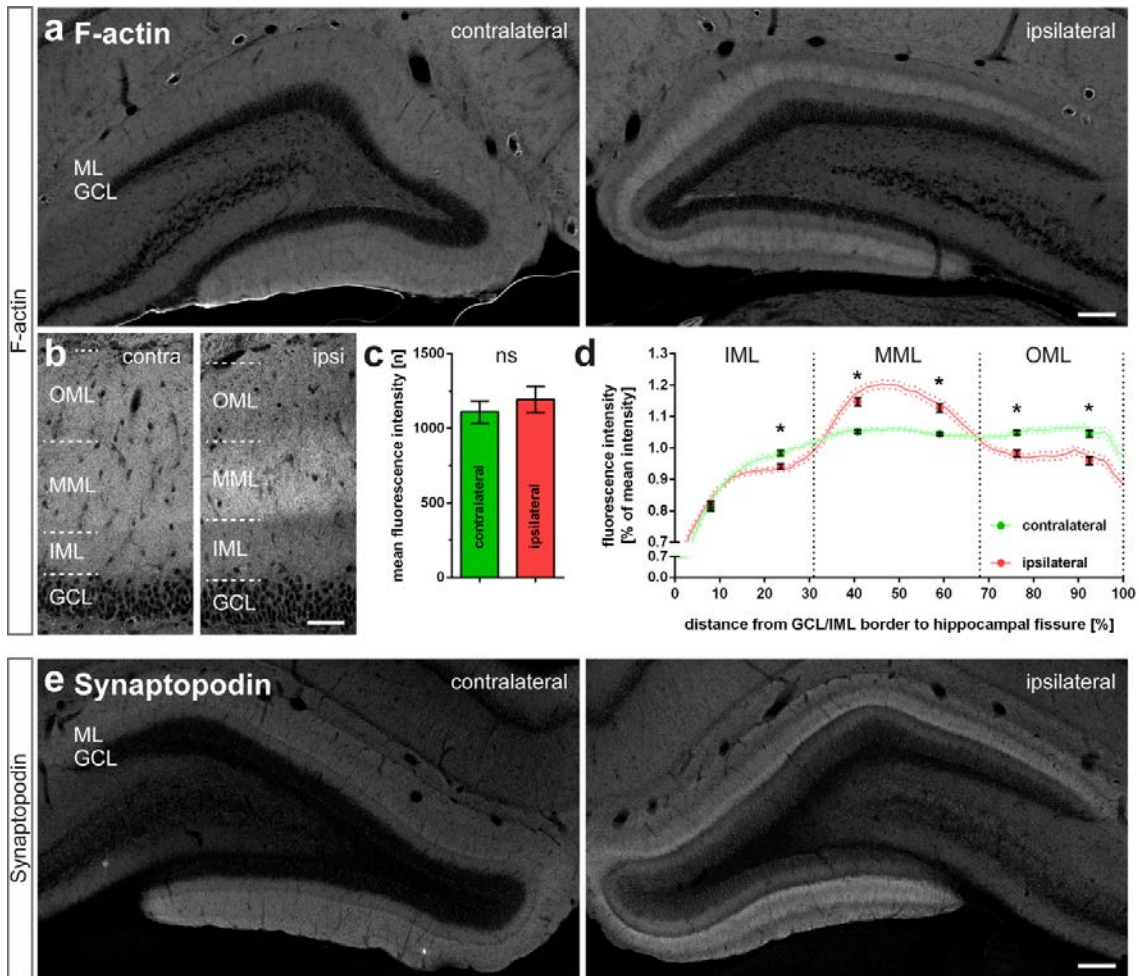 F-actin
a F-actin
contralateral
ipsilateral
ML
GCL
b
contra
OML
MML
IML
GCL
ipsi
OML
MML
IML
GCL
c
ns
mean fluorescence intensity [n]
1500
1000
500
0
contralateral
ipsilateral
d
IML
MML
OML
fluorescence intensity
[% of mean intensity]
1.3
1.2
1.1
1.0
0.9
0.8
0.7
0.7
0.0
*
*
*
*
*
contralateral
ipsilateral
0 10 20 30 40 50 60 70 80 90 100
distance from GCL/IML border to hippocampal fissure [%]
Synaptopodin
e Synaptopodin
contralateral
ipsilateral
ML
GCL